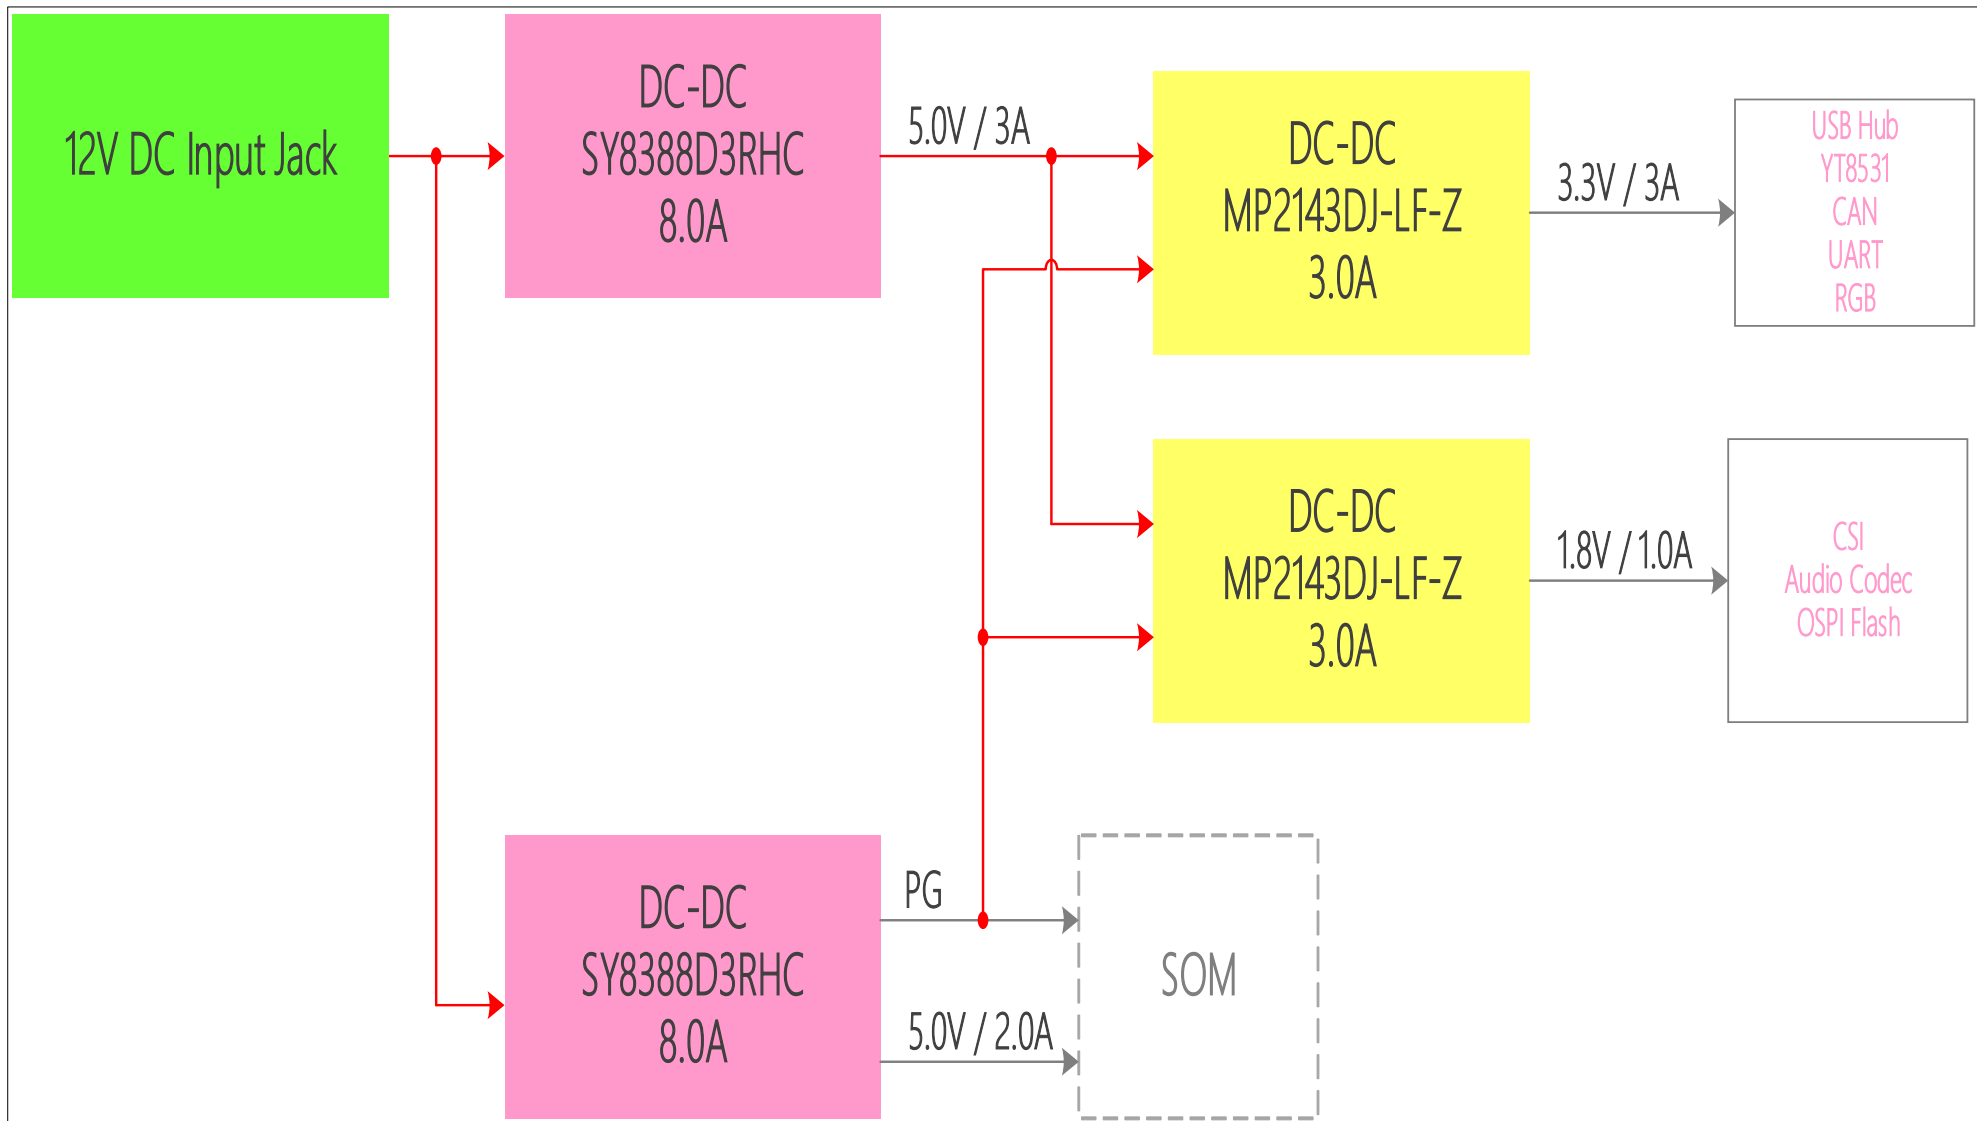 12V DC Input Jack
DC-DC
SY8388D3RHC
8.0A
5.0V / 3A
DC-DC
MP2143DJ-LF-Z
3.0A
3.3V / 3A
USB Hub
YT8531
CAN
UART
RGB
DC-DC
MP2143DJ-LF-Z
3.0A
1.8V / 1.0A
CSI
Audio Codec
OSPI Flash
DC-DC
SY8388D3RHC
8.0A
PG
5.0V / 2.0A
SOM